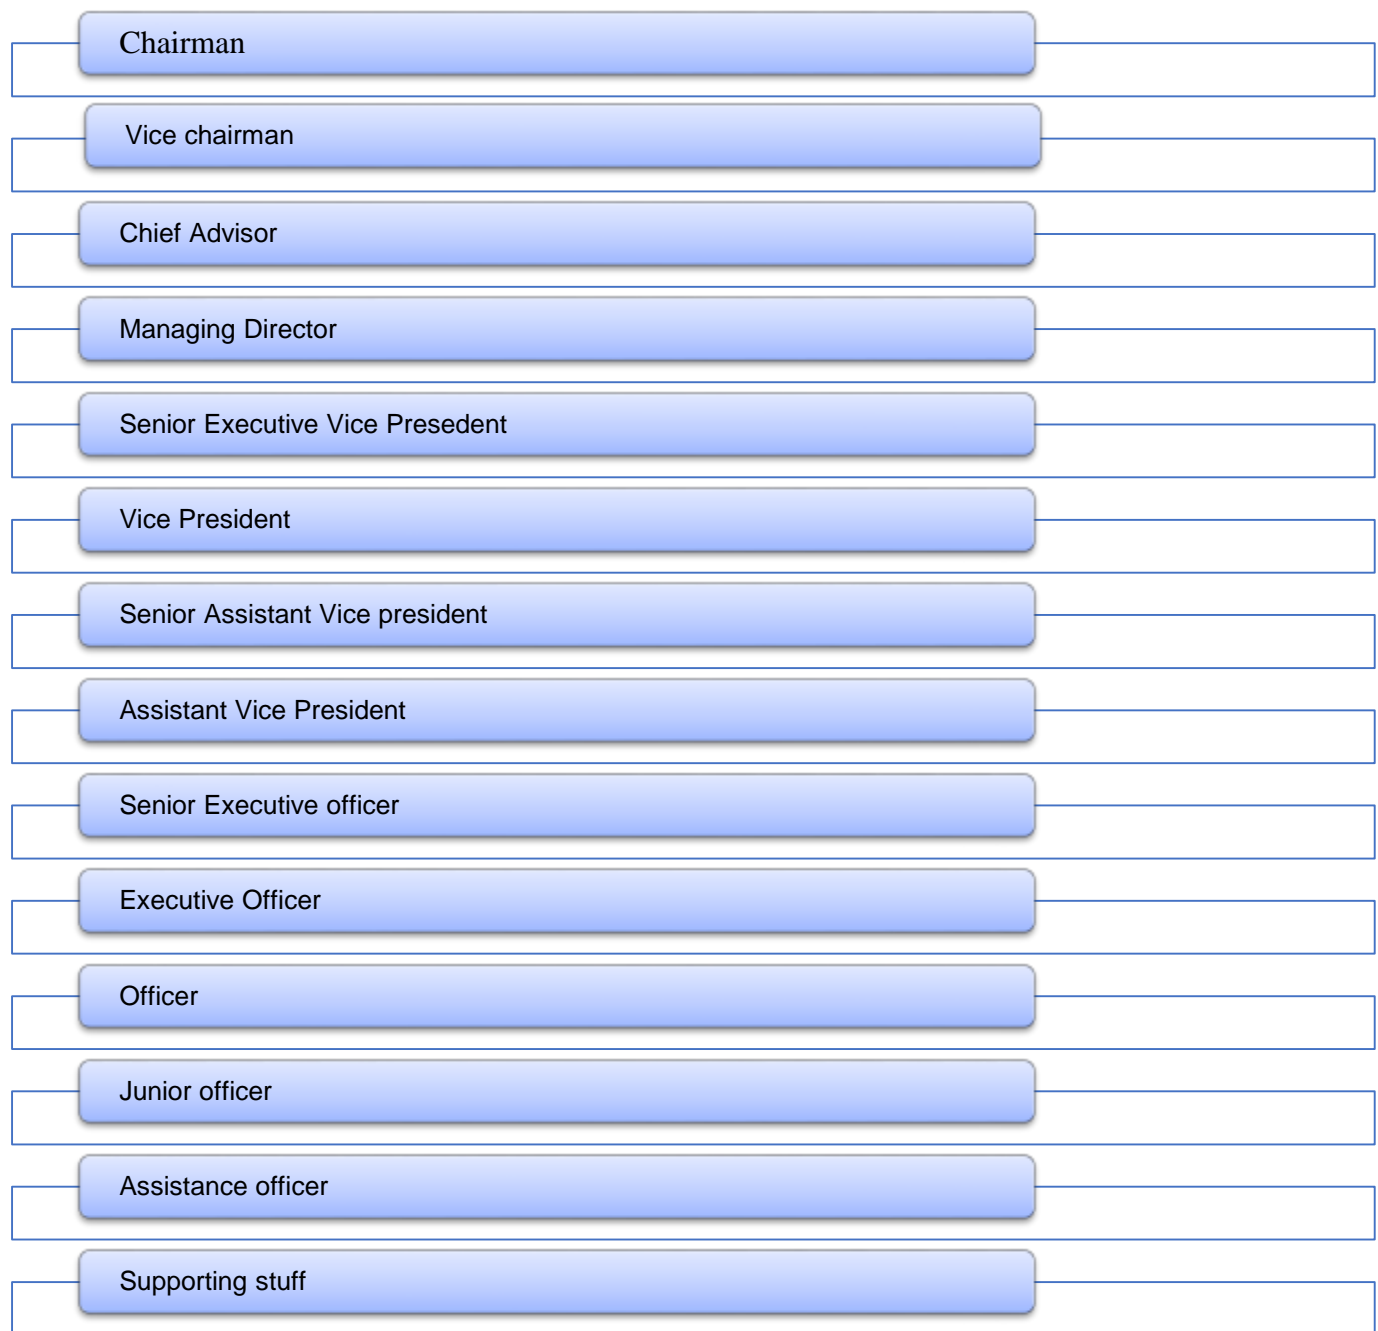 Chairman
Vice chairman
Chief Advisor
Managing Director
Senior Executive Vice Presedent
Vice President
Senior Assistant Vice president
Assistant Vice President
Senior Executive officer
Executive Officer
Officer
Junior officer
Assistance officer
Supporting stuff